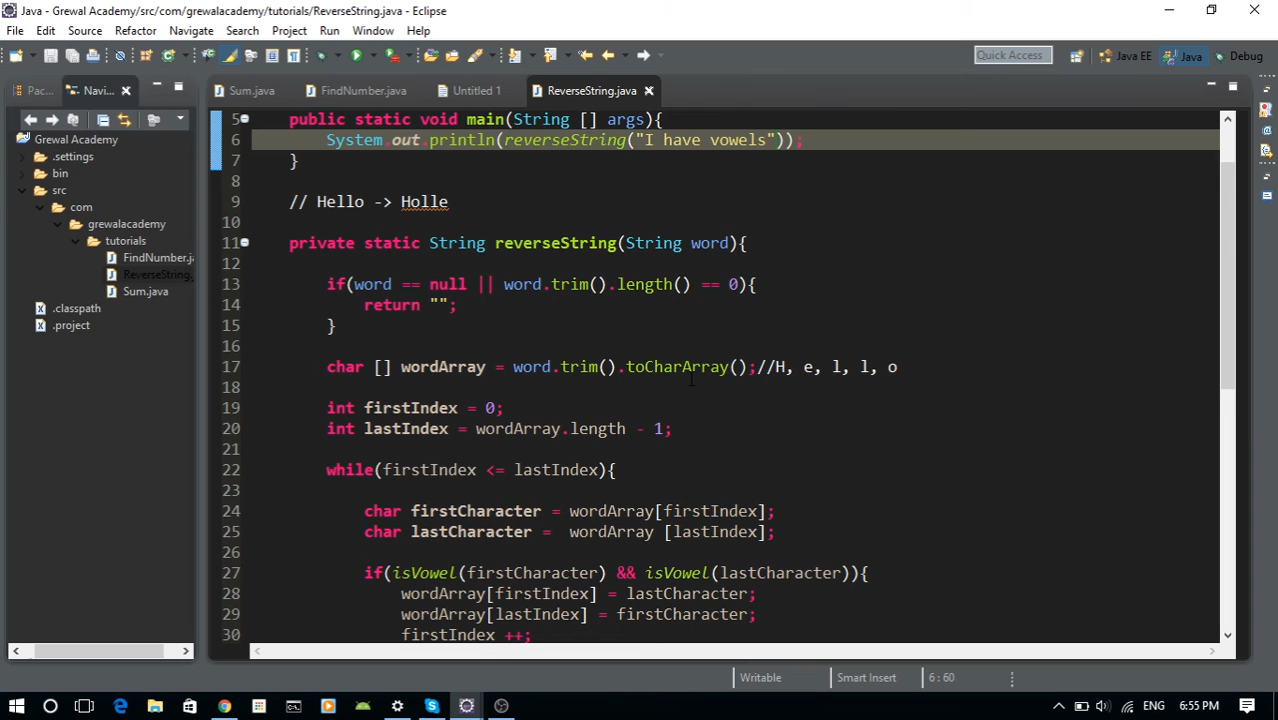 Java - Grewal Academy/src/com/grewalacademy/tutorials/ReverseString.java - Eclipse
File Edit Source Refactor Navigate Search Project Run Window Help
Quick Access Java EE Java Debug
Pac... Navi... Sum.java FindNumber.java Untitled 1 ReverseString.java
Grewal Academy
.settings
bin
src
com
grewalacademy
tutorials
FindNumber.j
ReverseString.
Sum.java
.classpath
.project
5 public static void main(String [] args){
6 System.out.println(reverseString("I have vowels"));
7 }
8
9 // Hello -> Holle
10
11 private static String reverseString(String word){
12
13 if(word == null || word.trim().length() == 0){
14 return "";
15 }
16
17 char [] wordArray = word.trim().toCharArray();//H, e, l, l, o
18
19 int firstIndex = 0;
20 int lastIndex = wordArray.length - 1;
21
22 while(firstIndex <= lastIndex){
23
24 char firstCharacter = wordArray[firstIndex];
25 char lastCharacter =  wordArray [lastIndex];
26
27 if(isVowel(firstCharacter) && isVowel(lastCharacter)){
28 wordArray[firstIndex] = lastCharacter;
29 wordArray[lastIndex] = firstCharacter;
30 firstIndex ++;
Writable Smart Insert 6 : 60
ENG 6:55 PM